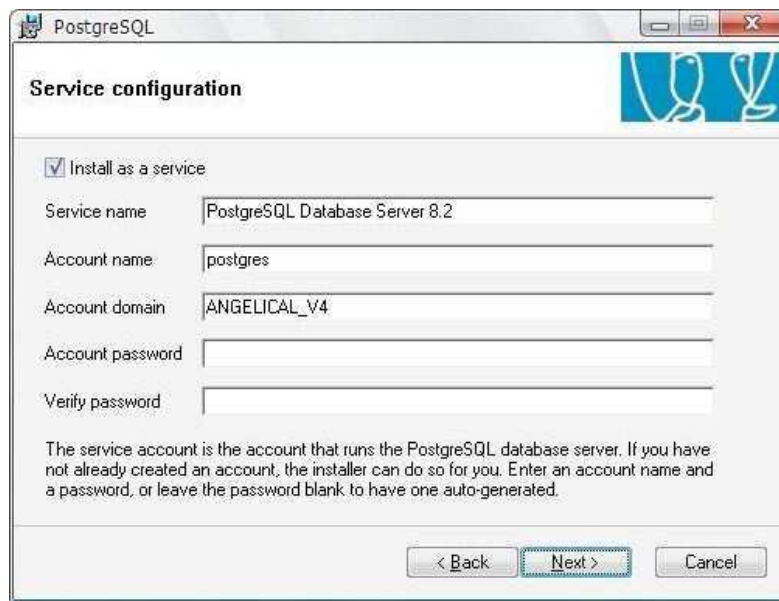 PostgreSQL
Service configuration
Install as a service
Service name PostgreSQL Database Server 8.2
Account name postgres
Account domain ANGELICAL_V4
Account password
Verify password
The service account is the account that runs the PostgreSQL database server. If you have
not already created an account, the installer can do so for you. Enter an account name and
a password, or leave the password blank to have one auto-generated.
< Back Next > Cancel